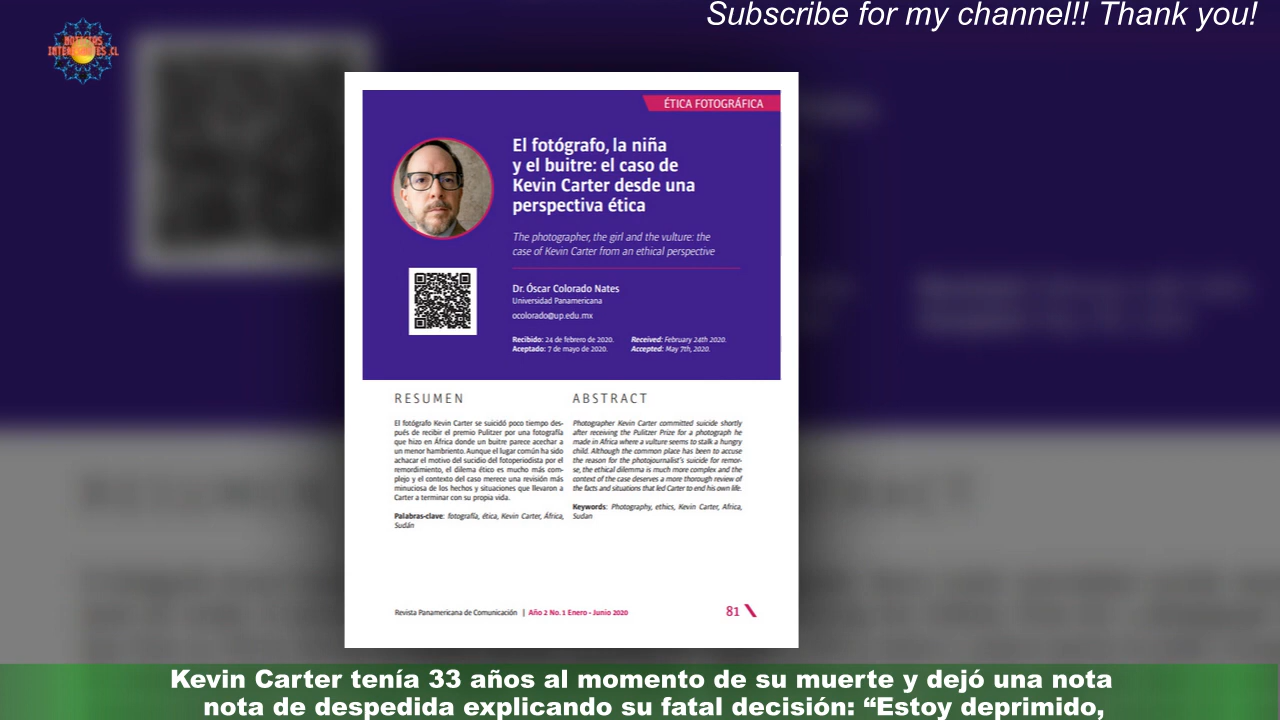 Subscribe for my channel!! Thank you!
NOTICIAS
INTERESANTES.CL
ÉTICA FOTOGRÁFICA
El fotógrafo, la niña
y el buitre: el caso de
Kevin Carter desde una
perspectiva ética
The photographer, the girl and the vulture: the
case of Kevin Carter from an ethical perspective
Dr. Óscar Colorado Nates
Universidad Panamericana
ocolorado@up.edu.mx
Recibido: 24 de febrero de 2020.
Aceptado: 7 de mayo de 2020.
Received: February 24th 2020.
Accepted: May 7th, 2020.
RESUMEN
El fotógrafo Kevin Carter se suicidó poco tiempo des-
pués de recibir el premio Pulitzer por una fotografía
que hizo en África donde un buitre parece acechar a
un menor hambriento. Aunque el lugar común ha sido
achacar el motivo del sucidio del fotoperiodista por el
remordimiento, el dilema ético es mucho más com-
plejo y el contexto del caso merece una revisión más
minuciosa de los hechos y situaciones que llevaron a
Carter a terminar con su propia vida.
Palabras-clave: fotografía, ética, Kevin Carter, África,
Sudán
ABSTRACT
Photographer Kevin Carter committed suicide shortly
after receiving the Pulitzer Prize for a photograph he
made in Africa where a vulture seems to stalk a hungry
child. Although the common place has been to accuse
the reason for the photojournalist's suicide for remor-
se, the ethical dilemma is much more complex and the
context of the case deserves a more thorough review of
the facts and situations that led Carter to end his own life.
Keywords: Photography, ethics, Kevin Carter, Africa,
Sudan
Revista Panamericana de Comunicación | Año 2 No. 1 Enero - Junio 2020
81
Kevin Carter tenía 33 años al momento de su muerte y dejó una nota
nota de despedida explicando su fatal decisión: “Estoy deprimido,